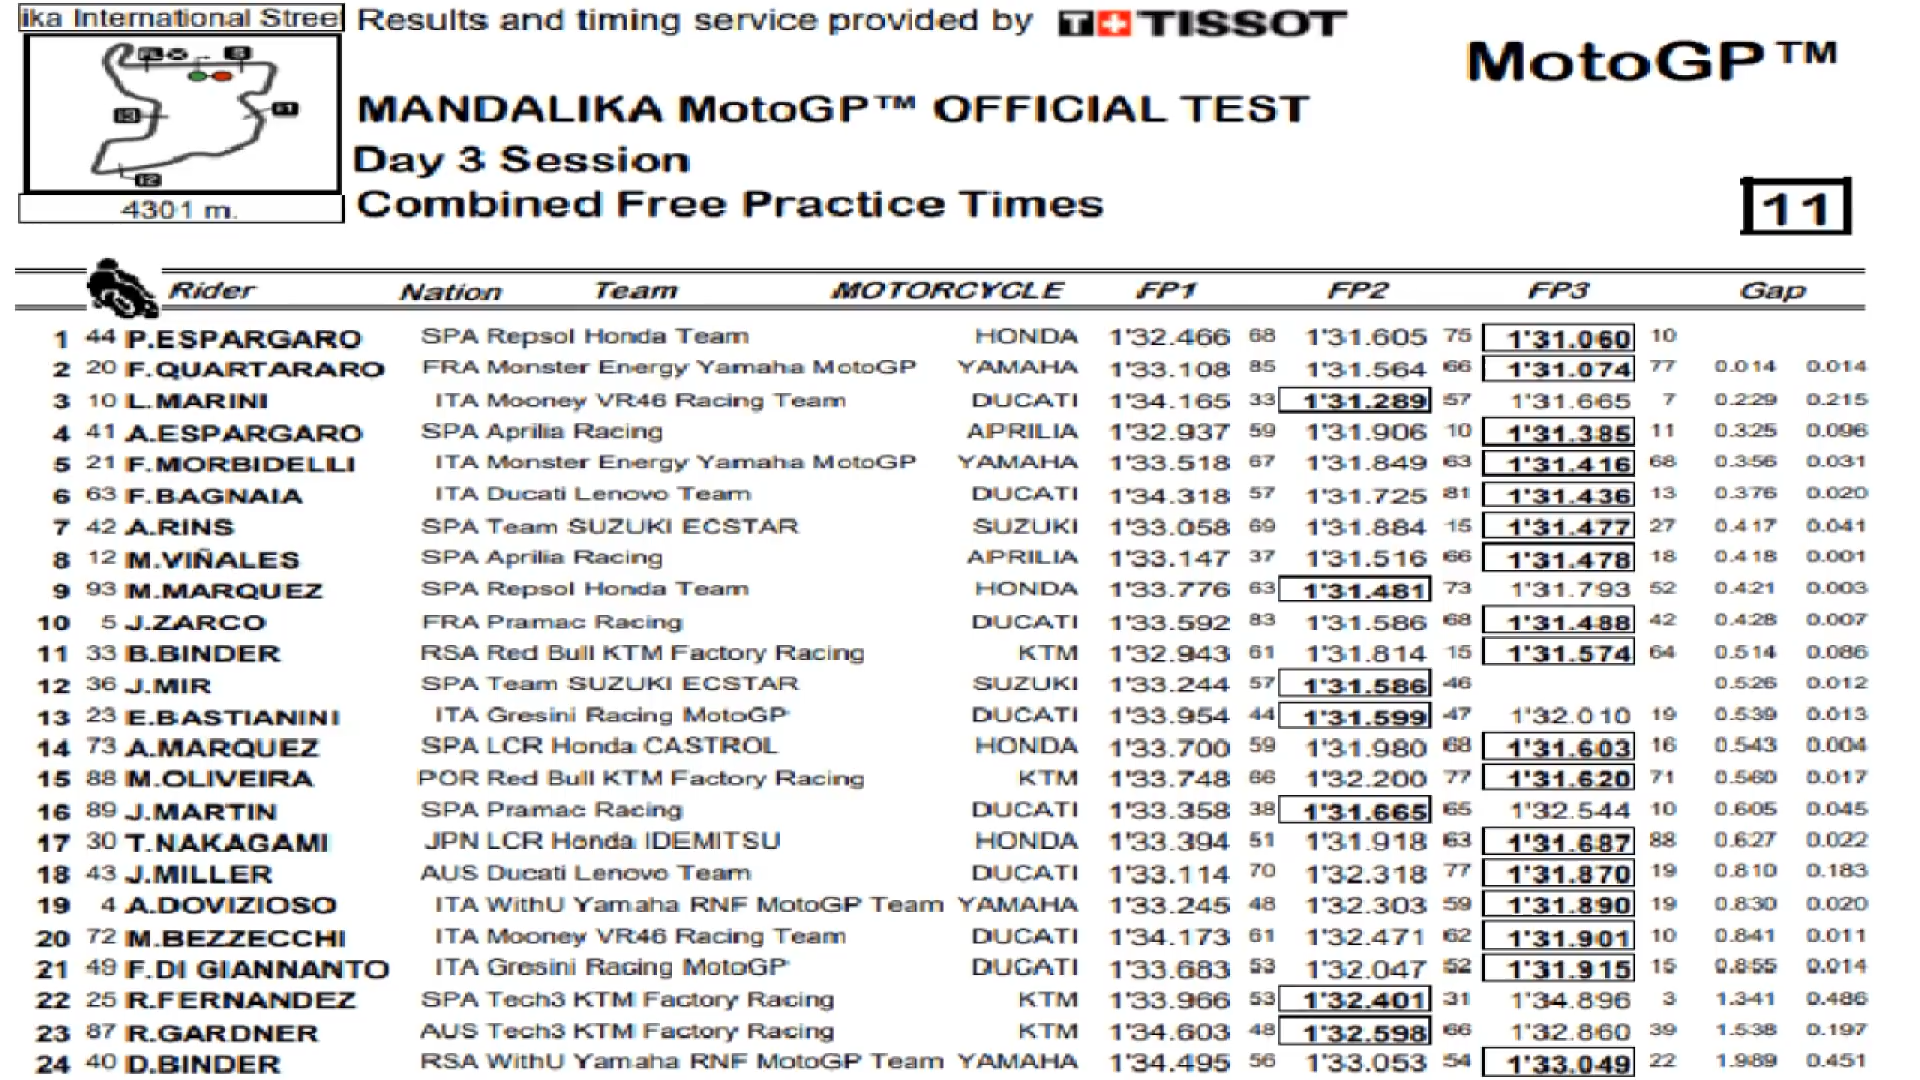 ika International Street
Results and timing service provided by T+TISSOT
MotoGP™
MANDALIKA MotoGP™ OFFICIAL TEST
Day 3 Session
Combined Free Practice Times
4301 m.
11
Rider Nation Team MOTORCYCLE FP1 FP2 FP3 Gap
1 44 P.ESPARGARO SPA Repsol Honda Team HONDA 1'32.466 68 1'31.605 75 1'31.060 10
2 20 F.QUARTARARO FRA Monster Energy Yamaha MotoGP YAMAHA 1'33.108 85 1'31.564 66 1'31.074 77 0.014 0.014
3 10 L.MARINI ITA Mooney VR46 Racing Team DUCATI 1'34.165 33 1'31.289 57 1'31.665 7 0.229 0.215
4 41 A.ESPARGARO SPA Aprilia Racing APRILIA 1'32.937 59 1'31.906 10 1'31.385 11 0.325 0.096
5 21 F.MORBIDELLI ITA Monster Energy Yamaha MotoGP YAMAHA 1'33.518 67 1'31.849 63 1'31.416 68 0.356 0.031
6 63 F.BAGNAIA ITA Ducati Lenovo Team DUCATI 1'34.318 57 1'31.725 81 1'31.436 13 0.376 0.020
7 42 A.RINS SPA Team SUZUKI ECSTAR SUZUKI 1'33.058 69 1'31.884 15 1'31.477 27 0.417 0.041
8 12 M.VIÑALES SPA Aprilia Racing APRILIA 1'33.147 37 1'31.516 66 1'31.478 18 0.418 0.001
9 93 M.MARQUEZ SPA Repsol Honda Team HONDA 1'33.776 63 1'31.481 73 1'31.793 52 0.421 0.003
10 5 J.ZARCO FRA Pramac Racing DUCATI 1'33.592 83 1'31.586 68 1'31.488 42 0.428 0.007
11 33 B.BINDER RSA Red Bull KTM Factory Racing KTM 1'32.943 61 1'31.814 15 1'31.574 64 0.514 0.086
12 36 J.MIR SPA Team SUZUKI ECSTAR SUZUKI 1'33.244 57 1'31.586 46 0.526 0.012
13 23 E.BASTIANINI ITA Gresini Racing MotoGP DUCATI 1'33.954 44 1'31.599 47 1'32.010 19 0.539 0.013
14 73 A.MARQUEZ SPA LCR Honda CASTROL HONDA 1'33.700 59 1'31.980 68 1'31.603 16 0.543 0.004
15 88 M.OLIVEIRA POR Red Bull KTM Factory Racing KTM 1'33.748 66 1'32.200 77 1'31.620 71 0.560 0.017
16 89 J.MARTIN SPA Pramac Racing DUCATI 1'33.358 38 1'31.665 65 1'32.544 10 0.605 0.045
17 30 T.NAKAGAMI JPN LCR Honda IDEMITSU HONDA 1'33.394 51 1'31.918 63 1'31.687 88 0.627 0.022
18 43 J.MILLER AUS Ducati Lenovo Team DUCATI 1'33.114 70 1'32.318 77 1'31.870 19 0.810 0.183
19 4 A.DOVIZIOSO ITA WithU Yamaha RNF MotoGP Team YAMAHA 1'33.245 48 1'32.303 59 1'31.890 19 0.830 0.020
20 72 M.BEZZECCHI ITA Mooney VR46 Racing Team DUCATI 1'34.173 61 1'32.471 62 1'31.901 10 0.841 0.011
21 49 F.DI GIANNANTO ITA Gresini Racing MotoGP DUCATI 1'33.683 53 1'32.047 52 1'31.915 15 0.855 0.014
22 25 R.FERNANDEZ SPA Tech3 KTM Factory Racing KTM 1'33.966 53 1'32.401 31 1'34.896 3 1.341 0.486
23 87 R.GARDNER AUS Tech3 KTM Factory Racing KTM 1'34.603 48 1'32.598 66 1'32.860 39 1.538 0.197
24 40 D.BINDER RSA WithU Yamaha RNF MotoGP Team YAMAHA 1'34.495 56 1'33.053 54 1'33.049 22 1.989 0.451